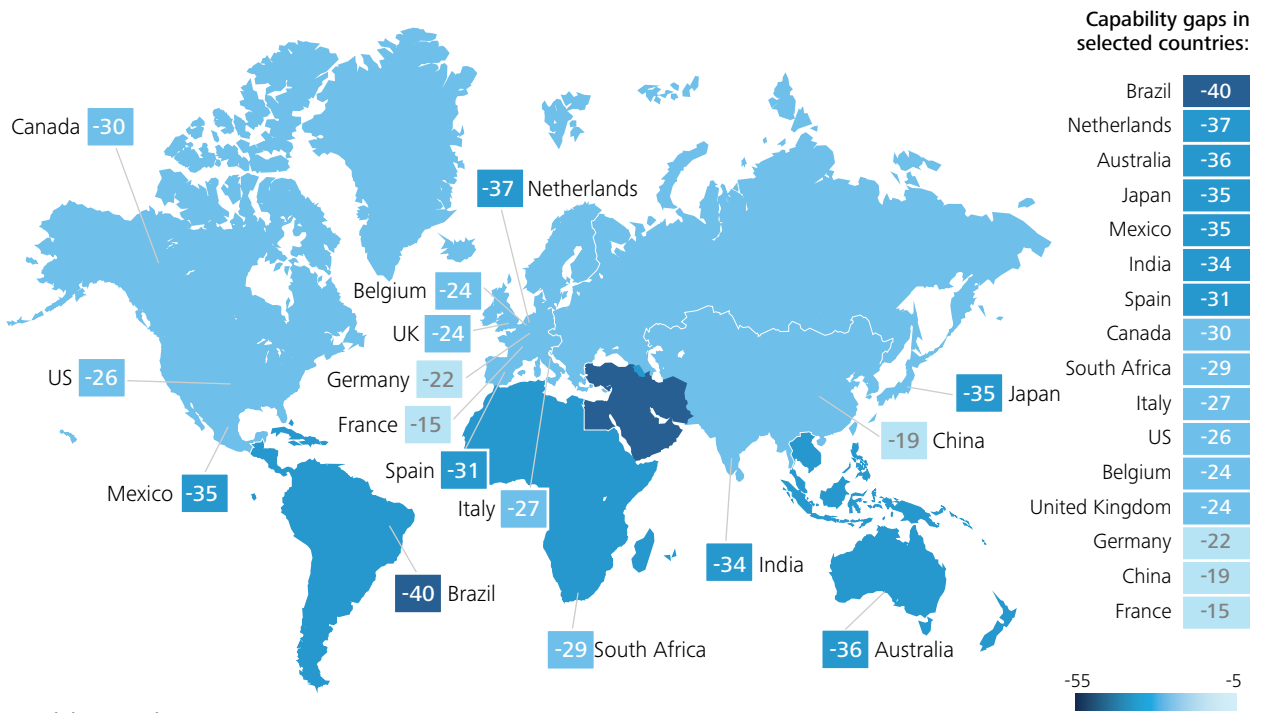 Capability gaps in
selected countries:
Brazil -40
Netherlands -37
Australia -36
Japan -35
Mexico -35
India -34
Spain -31
Canada -30
South Africa -29
Italy -27
US -26
Belgium -24
United Kingdom -24
Germany -22
China -19
France -15
-55 -5
Canada -30
-37 Netherlands
Belgium -24
UK -24
US -26
Germany -22
-35 Japan
France -15
-19 China
Spain -31
Mexico -35
Italy -27
-34 India
-40 Brazil
-29 South Africa
-36 Australia